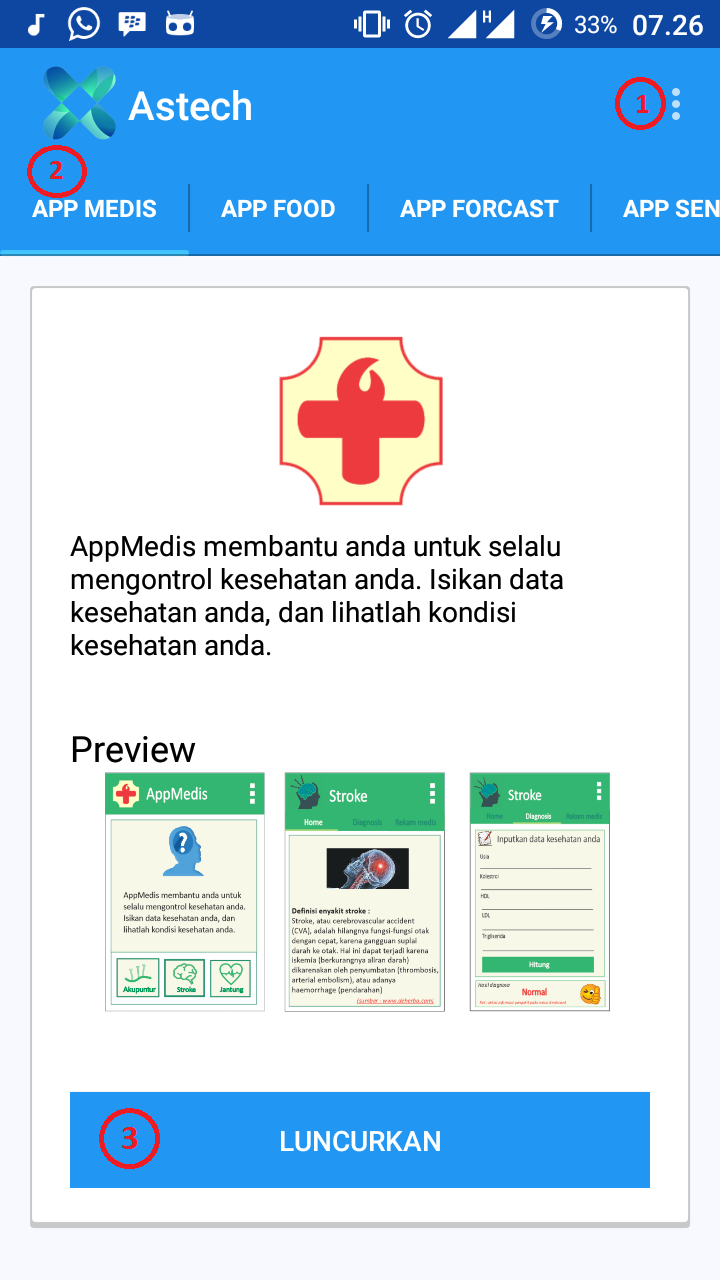 H 33% 07.26
Astech
1
2
APP MEDIS APP FOOD APP FORCAST APP SEN
AppMedis membantu anda untuk selalu
mengontrol kesehatan anda. Isikan data
kesehatan anda, dan lihatlah kondisi
kesehatan anda.
Preview
AppMedis
?
AppMedis membantu anda untuk
selalu mengontrol kesehatan anda.
Isikan data kesehatan anda, dan
lihatlah kondisi kesehatan anda.
Akupuntur Stroke Jantung
Stroke
Home Diagnosis Rekam medis
Definisi enyakit stroke :
Stroke, atau cerebrovascular accident
(CVA), adalah hilangnya fungsi-fungsi otak
dengan cepat, karena gangguan suplai
darah ke otak. Hal ini dapat terjadi karena
iskemia (berkurangnya aliran darah)
dikarenakan oleh penyumbatan (thrombosis,
arterial embolism), atau adanya
haemorrhage (pendarahan)
(sumber : www.deherba.com)
Stroke
Home Diagnosis Rekam medis
Inputkan data kesehatan anda
Usia
Kolestrol
HDL
LDL
Trigliserida
Hitung
Hasil diagnosa
Normal
3
LUNCURKAN